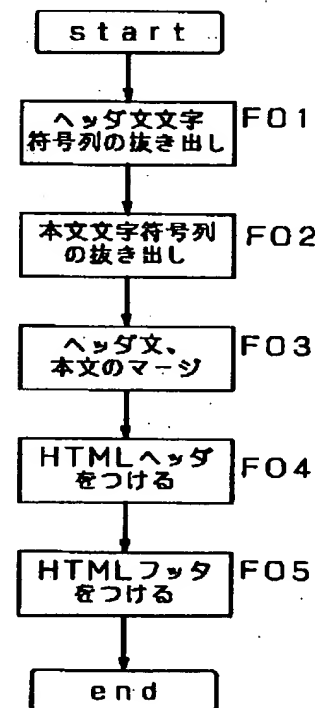 start
ヘッダ文文字
符号列の抜き出し
F01
本文文字符号列
の抜き出し
F02
ヘッダ文、
本文のマージ
F03
HTMLヘッダ
をつける
F04
HTMLフッタ
をつける
F05
end